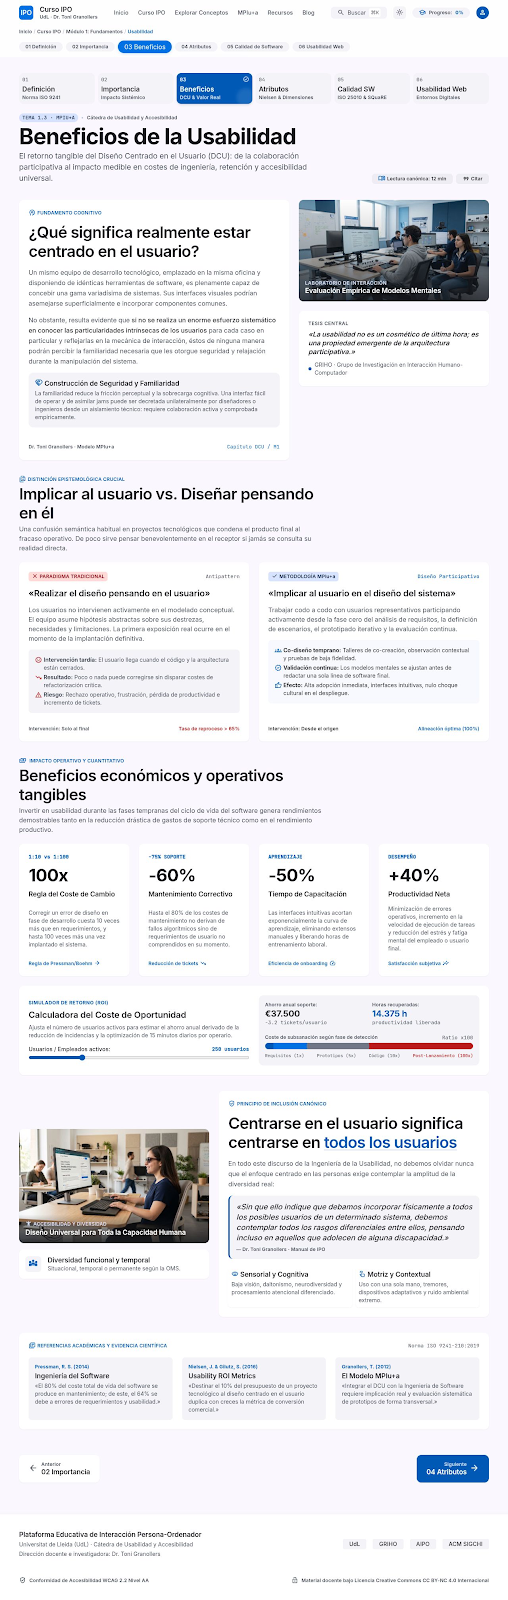 IPO
Curso IPO
UdL · Dr. Toni Granollers
Inicio
Curso IPO
Explorar Conceptos
MPIu+a
Recursos
Blog
Buscar
⌘K
Progreso: 0%
Inicio / Curso IPO / Módulo 1: Fundamentos / Usabilidad
01 Definición
02 Importancia
03 Beneficios
04 Atributos
05 Calidad de Software
06 Usabilidad Web
01
Definición
Norma ISO 9241
02
Importancia
Impacto Sistémico
03
Beneficios
DCU & Valor Real
04
Atributos
Nielsen & Dimensiones
05
Calidad SW
ISO 25010 & SQuaRE
06
Usabilidad Web
Entornos Digitales
TEMA 1.3 · MPIU+A
· Cátedra de Usabilidad y Accesibilidad
Beneficios de la Usabilidad
El retorno tangible del Diseño Centrado en el Usuario (DCU): de la colaboración
participativa al impacto medible en costes de ingeniería, retención y accesibilidad
universal.
Lectura canónica: 12 min
Citar
FUNDAMENTO COGNITIVO
¿Qué significa realmente estar
centrado en el usuario?
Un mismo equipo de desarrollo tecnológico, emplazado en la misma oficina y
disponiendo de idénticas herramientas de software, es plenamente capaz de
concebir una gama variadísima de sistemas. Sus interfaces visuales podrían
asemejarse superficialmente e incorporar componentes comunes.
No obstante, resulta evidente que si no se realiza un enorme esfuerzo sistemático
en conocer las particularidades intrínsecas de los usuarios para cada caso en
particular y reflejarlas en la mecánica de interacción, éstos de ninguna manera
podrán percibir la familiaridad necesaria que les otorgue seguridad y relajación
durante la manipulación del sistema.
Construcción de Seguridad y Familiaridad
La familiaridad reduce la fricción perceptual y la sobrecarga cognitiva. Una interfaz fácil
de operar y de asimilar jamás puede ser decretada unilateralmente por diseñadores o
ingenieros desde un aislamiento técnico: requiere colaboración activa y comprobada
empíricamente.
Dr. Toni Granollers · Modelo MPIu+a
Capítulo DCU / M1
LABORATORIO DE INTERACCIÓN
Evaluación Empírica de Modelos Mentales
TESIS CENTRAL
«La usabilidad no es un cosmético de última hora; es
una propiedad emergente de la arquitectura
participativa.»
GRIHO · Grupo de Investigación en Interacción Humano-
Computador
DISTINCIÓN EPISTEMOLÓGICA CRUCIAL
Implicar al usuario vs. Diseñar pensando
en él
Una confusión semántica habitual en proyectos tecnológicos que condena el producto final al
fracaso operativo. De poco sirve pensar benevolentemente en el receptor si jamás se consulta su
realidad directa.
PARADIGMA TRADICIONAL
Antipattern
«Realizar el diseño pensando en el usuario»
Los usuarios no intervienen activamente en el modelado conceptual.
El equipo asume hipótesis abstractas sobre sus destrezas,
necesidades y limitaciones. La primera exposición real ocurre en el
momento de la implantación definitiva.
Intervención tardía: El usuario llega cuando el código y la arquitectura
están cerrados.
Resultado: Poco o nada puede corregirse sin disparar costes de
refactorización crítica.
Riesgo: Rechazo operativo, frustración, pérdida de productividad e
incremento de tickets.
Intervención: Solo al final
Tasa de reproceso > 65%
METODOLOGÍA MPIu+a
Diseño Participativo
«Implicar al usuario en el diseño del sistema»
Trabajar codo a codo con usuarios representativos participando
activamente desde la fase cero del análisis de requisitos, la definición
de escenarios, el prototipado iterativo y la evaluación continua.
Co-diseño temprano: Talleres de co-creación, observación contextual
y pruebas de baja fidelidad.
Validación continua: Los modelos mentales se ajustan antes de
redactar una sola línea de software final.
Efecto: Alta adopción inmediata, interfaces intuitivas, nulo choque
cultural en el despliegue.
Intervención: Desde el origen
Alineación óptima (100%)
IMPACTO OPERATIVO Y CUANTITATIVO
Beneficios económicos y operativos
tangibles
Invertir en usabilidad durante las fases tempranas del ciclo de vida del software genera rendimientos
demostrables tanto en la reducción drástica de gastos de soporte técnico como en el rendimiento
productivo.
1:10 vs 1:100
100x
Regla del Coste de Cambio
Corregir un error de diseño en
fase de desarrollo cuesta 10 veces
más que en requerimientos, y
hasta 100 veces más una vez
implantado el sistema.
Regla de Pressman/Boehm
-75% SOPORTE
-60%
Mantenimiento Correctivo
Hasta el 80% de los costes de
mantenimiento no derivan de
fallos algorítmicos sino de
requerimientos de usuario no
comprendidos en su momento.
Reducción de tickets
APRENDIZAJE
-50%
Tiempo de Capacitación
Las interfaces intuitivas acortan
exponencialmente la curva de
aprendizaje, eliminando extensos
manuales y liberando horas de
entrenamiento laboral.
Eficiencia de onboarding
DESEMPEÑO
+40%
Productividad Neta
Minimización de errores
operativos, incremento en la
velocidad de ejecución de tareas
y reducción del estrés y fatiga
mental del empleado o usuario
final.
Satisfacción subjetiva
SIMULADOR DE RETORNO (ROI)
Calculadora del Coste de Oportunidad
Ajusta el número de usuarios activos para estimar el ahorro anual derivado de la
reducción de incidencias y la optimización de 15 minutos diarios por operario.
Usuarios / Empleados activos:
250 usuarios
Ahorro anual soporte:
€37.500
-3.2 tickets/usuario
Horas recuperadas:
14.375 h
productividad liberada
Coste de subsanación según fase de detección
Ratio x100
Requisitos (1x)
Prototipos (5x)
Código (10x)
Post-Lanzamiento (100x)
ACCESIBILIDAD Y DIVERSIDAD
Diseño Universal para Toda la Capacidad Humana
Diversidad funcional y temporal
Situacional, temporal o permanente según la OMS.
PRINCIPIO DE INCLUSIÓN CANÓNICO
Centrarse en el usuario significa
centrarse en todos los usuarios
En todo este discurso de la Ingeniería de la Usabilidad, no debemos olvidar nunca
que el enfoque centrado en las personas exige contemplar la amplitud de la
diversidad real:
«Sin que ello indique que debamos incorporar físicamente a todos
los posibles usuarios de un determinado sistema, debemos
contemplar todos los rasgos diferenciales entre ellos, pensando
incluso en aquellos que adolecen de alguna discapacidad.»
— Dr. Toni Granollers · Manual de IPO
Sensorial y Cognitiva
Baja visión, daltonismo, neurodiversidad y
procesamiento atencional diferenciado.
Motriz y Contextual
Uso con una sola mano, tremores,
dispositivos adaptativos y ruido ambiental
extremo.
REFERENCIAS ACADÉMICAS Y EVIDENCIA CIENTÍFICA
Norma ISO 9241-210:2019
Pressman, R. S. (2014)
Ingeniería del Software
«El 80% del coste total de vida del software se
produce en mantenimiento; de este, el 64% se
debe a errores de requerimientos y usabilidad.»
Nielsen, J. & Gilutz, S. (2016)
Usability ROI Metrics
«Destinar el 10% del presupuesto de un proyecto
tecnológico al diseño centrado en el usuario
duplica con creces la métrica de conversión
comercial.»
Granollers, T. (2012)
El Modelo MPIu+a
«Integrar el DCU con la Ingeniería de Software
requiere implicación real y evaluación sistemática
de prototipos de forma transversal.»
Anterior
02 Importancia
Siguiente
04 Atributos
Plataforma Educativa de Interacción Persona-Ordenador
Universitat de Lleida (UdL) · Cátedra de Usabilidad y Accesibilidad
Dirección docente e investigadora: Dr. Toni Granollers
UdL
GRIHO
AIPO
ACM SIGCHI
Conformidad de Accesibilidad WCAG 2.2 Nivel AA
Material docente bajo Licencia Creative Commons CC BY-NC 4.0 Internacional